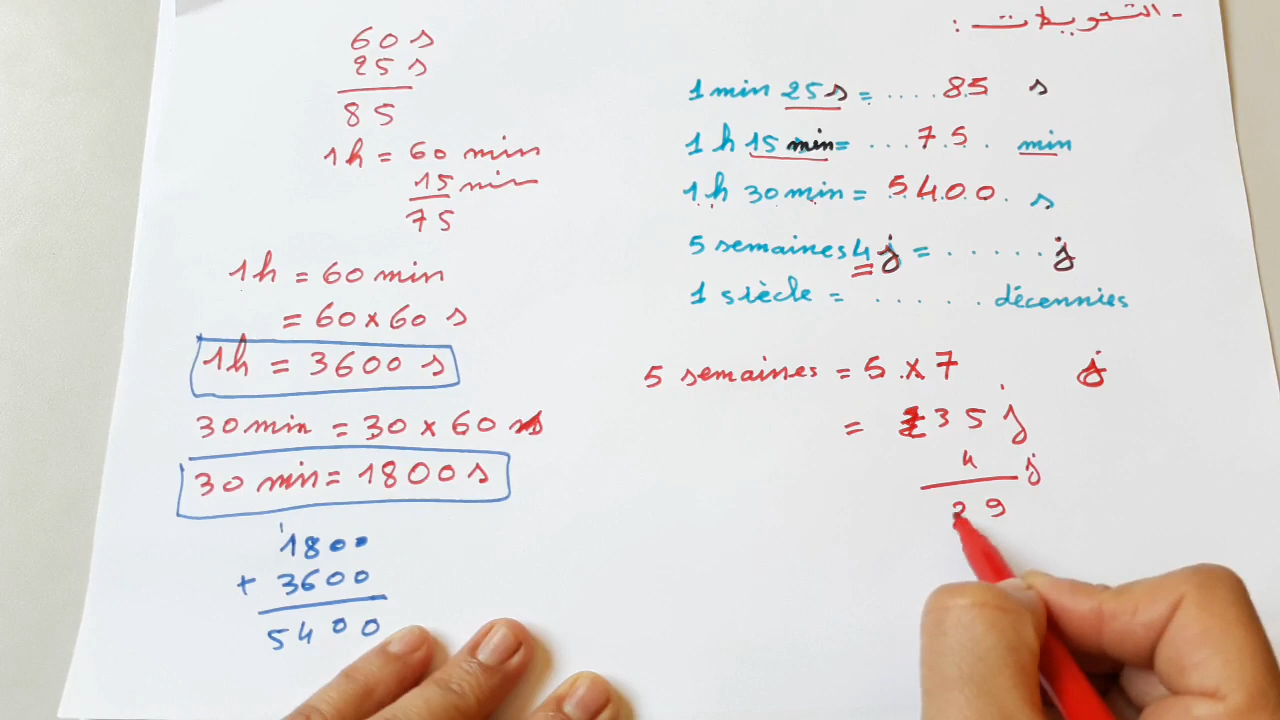 - التحويلات :
60 s
25 s
85
1h = 60 min
15 min
75
1h = 60 min
= 60 x 60 s
1h = 3600 s
30 min = 30 x 60 s
30 min = 1800 s
1
1800
+ 3600
5400
1 min 25 s = .... 85 s
1 h 15 min = ... 75 . min
1 h 30 min = 5400 . s
5 semaines 4 j = ..... j
1 siècle = ..... décennies
5 semaines = 5 x 7 j
= 35 j
4 j
9